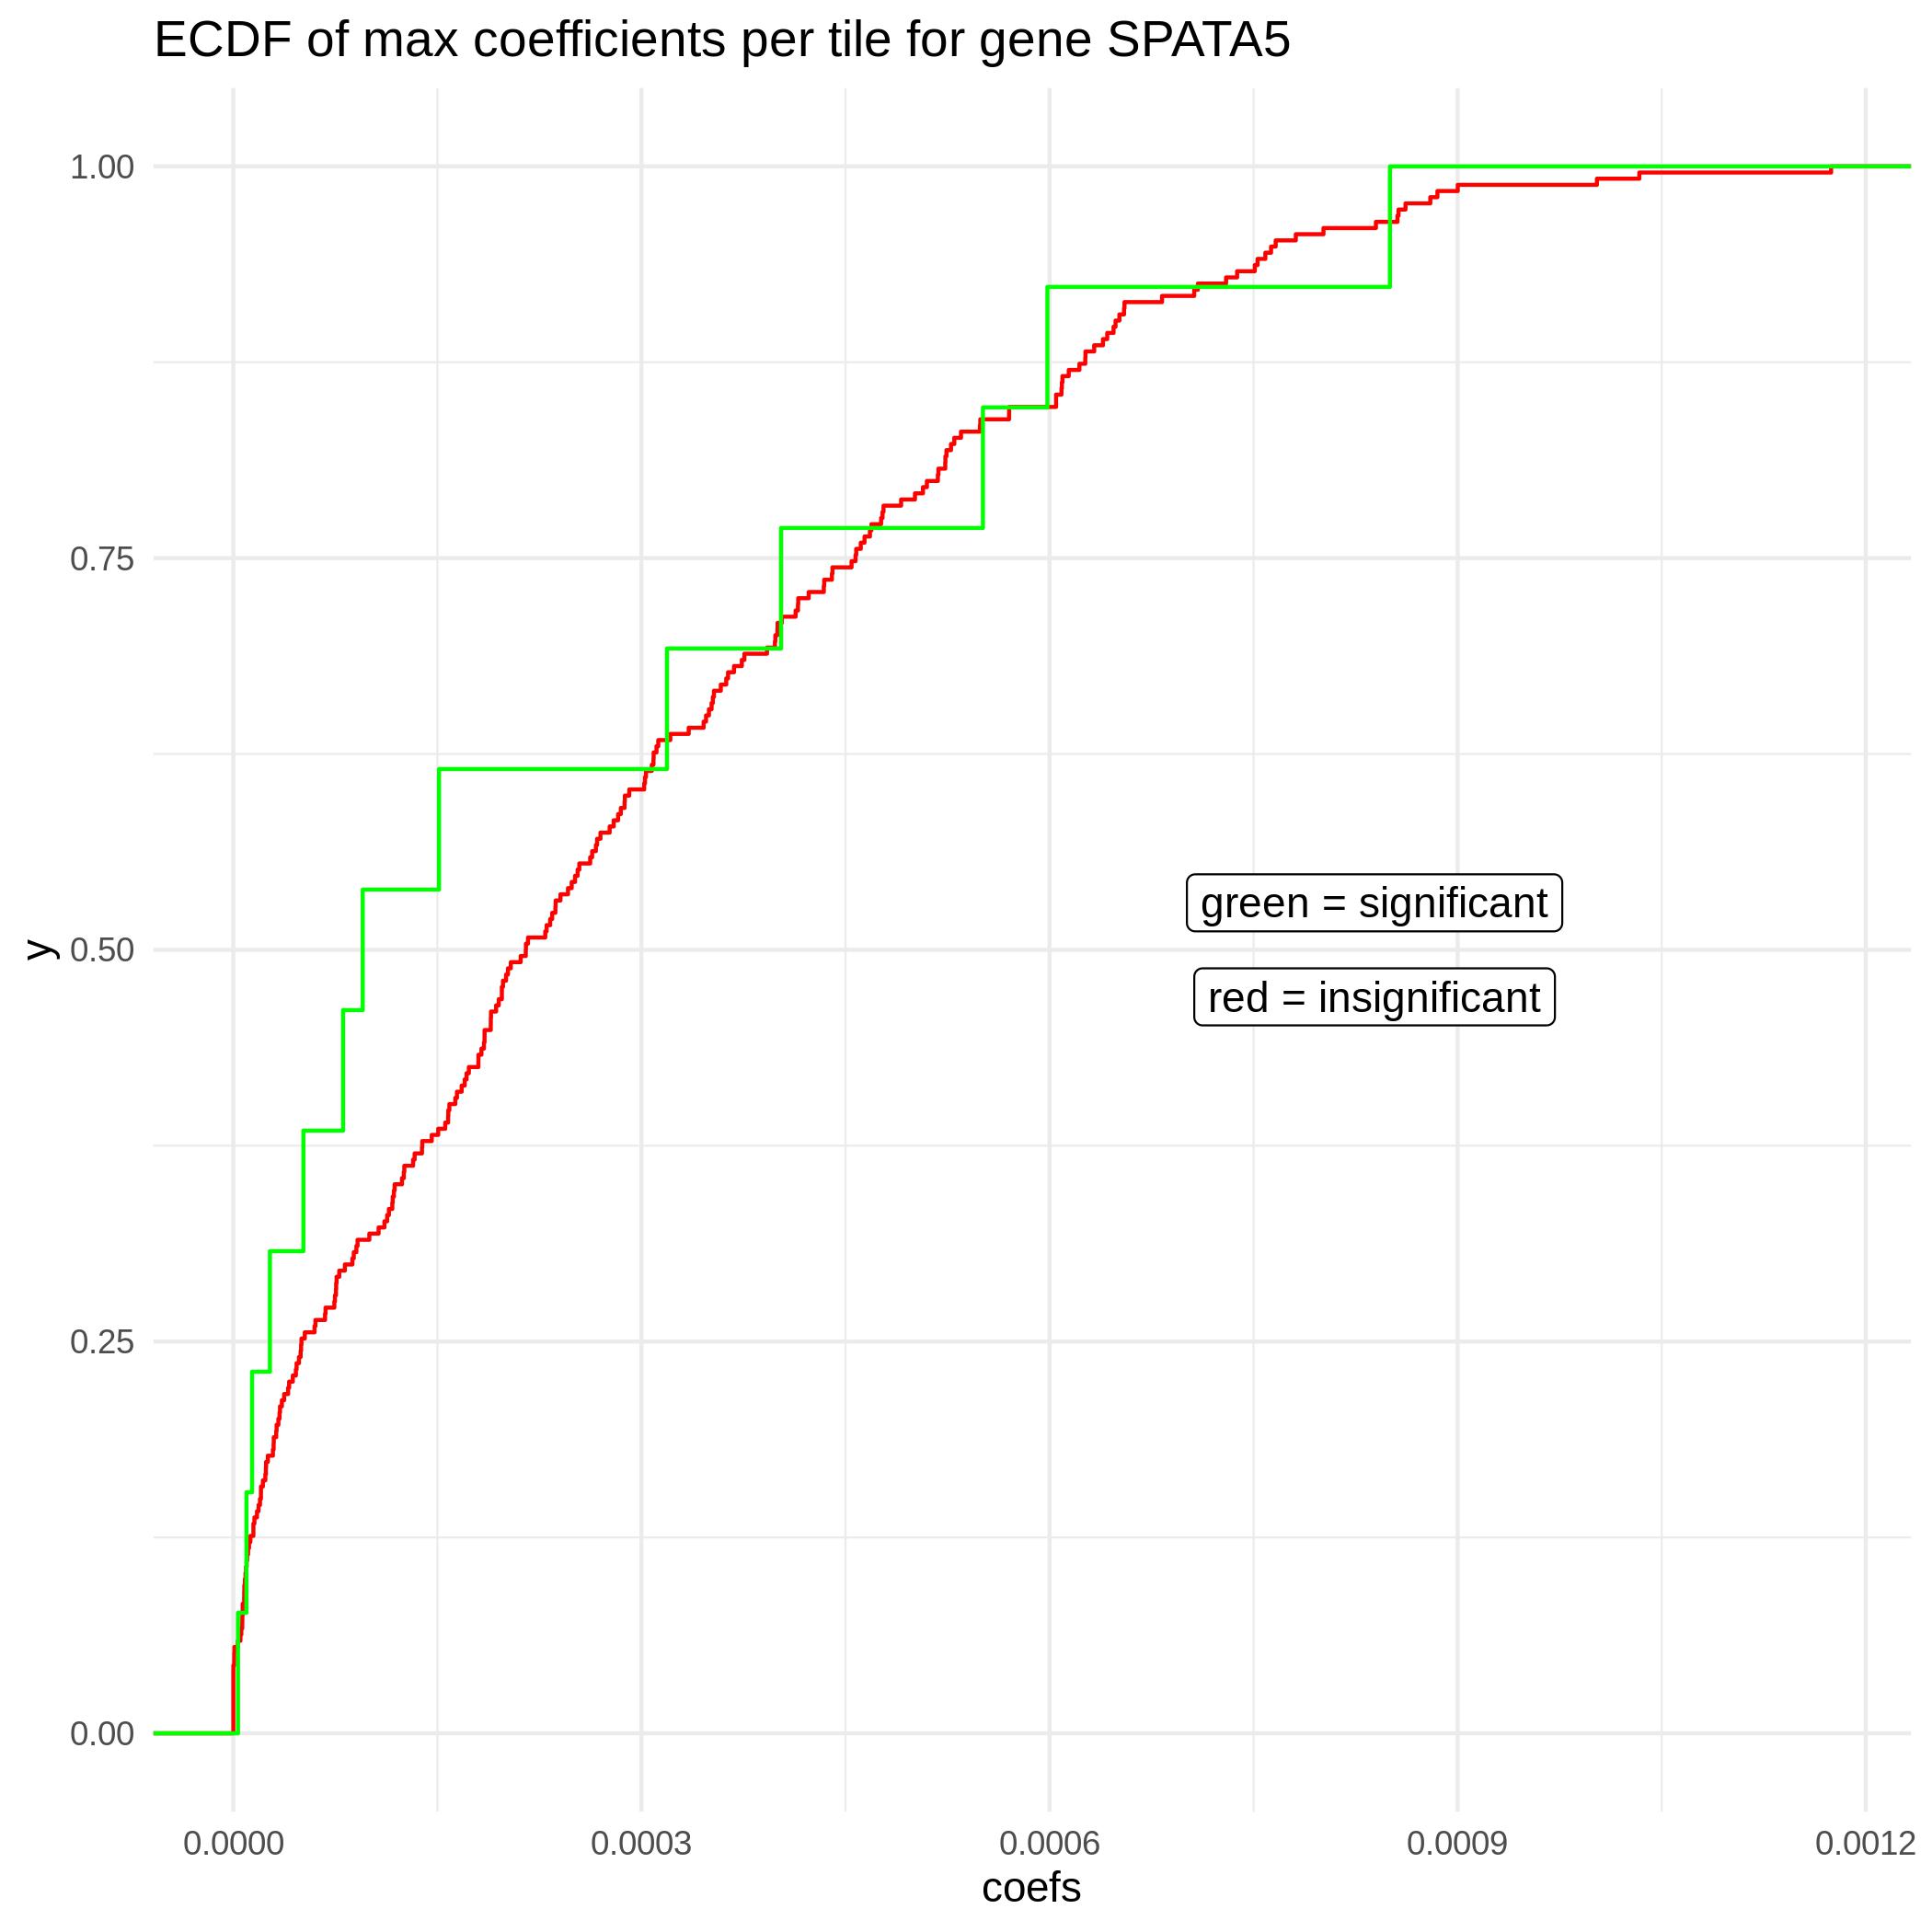 ECDF of max coefficients per tile for gene SPATA5
1.00
0.75
0.50
0.25
0.00
y
green = significant
red = insignificant
0.0000
0.0003
0.0006
0.0009
0.0012
coefs